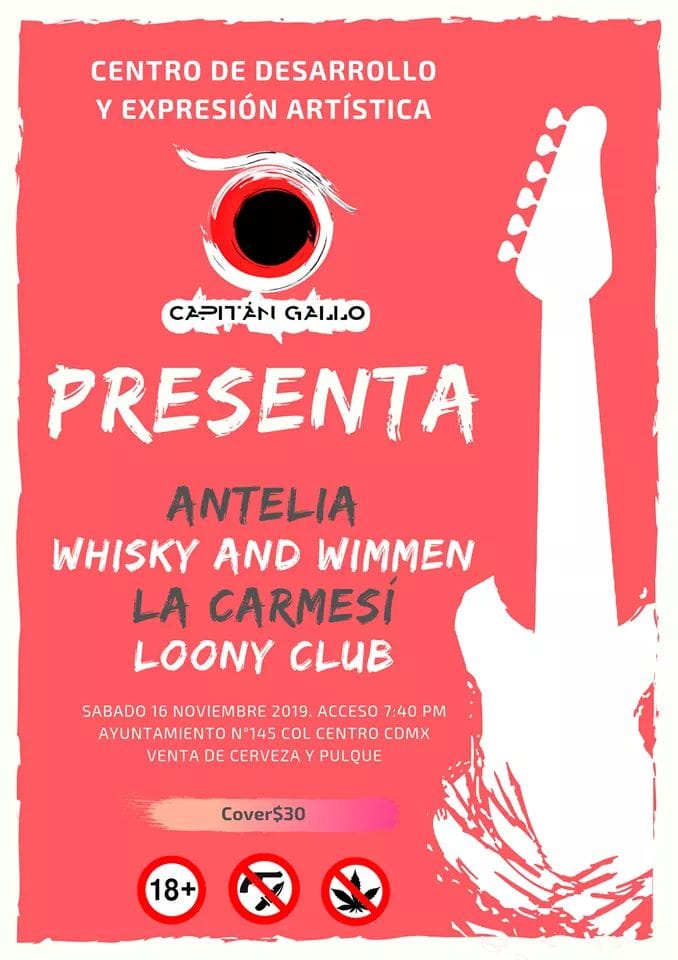 CENTRO DE DESARROLLO
Y EXPRESIÓN ARTÍSTICA
CAPITÁN GALLO
PRESENTA
ANTELIA
WHISKY AND WIMMEN
LA CARMESÍ
LOONY CLUB
SABADO 16 NOVIEMBRE 2019. ACCESO 7:40 PM
AYUNTAMIENTO N°145 COL CENTRO CDMX
VENTA DE CERVEZA Y PULQUE
Cover$30
18+